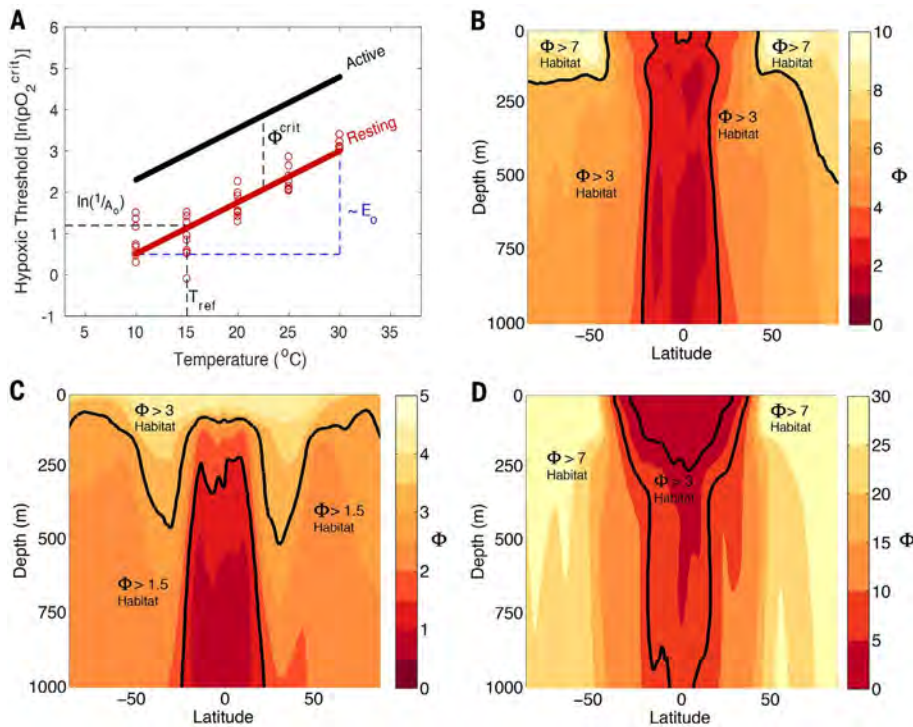 A
Hypoxic Threshold [ln(pO₂ᶜʳⁱᵗ)]
6
5
4
3
2
1
0
-1
Active
Resting
Φᶜʳⁱᵗ
ln(¹/A₀)
~ E₀
T_ref
5 10 15 20 25 30 35
Temperature (°C)
B
Depth (m)
0
250
500
750
1000
Φ > 7
Habitat
Φ > 7
Habitat
Φ > 3
Habitat
Φ > 3
Habitat
-50 0 50
Latitude
10
8
6
4
2
0
Φ
C
Depth (m)
0
250
500
750
1000
Φ > 3
Habitat
Φ > 1.5
Habitat
Φ > 1.5
Habitat
-50 0 50
Latitude
5
4
3
2
1
0
Φ
D
Depth (m)
0
250
500
750
1000
Φ > 7
Habitat
Φ > 7
Habitat
Φ > 3
Habitat
-50 0 50
Latitude
30
25
20
15
10
5
0
Φ